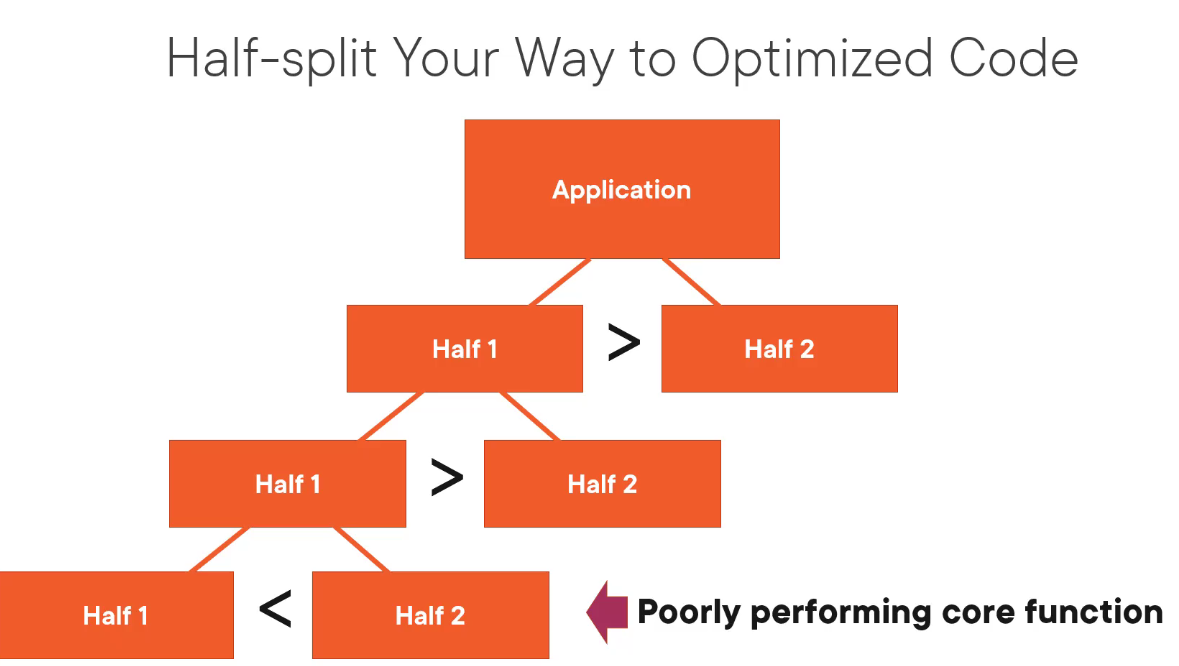 Half-split Your Way to Optimized Code
Application
Half 1
>
Half 2
Half 1
>
Half 2
Half 1
<
Half 2
Poorly performing core function